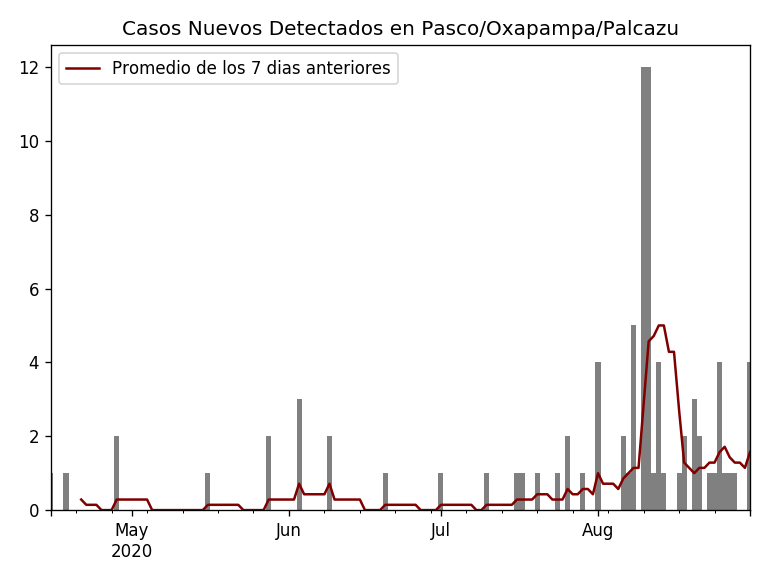 Casos Nuevos Detectados en Pasco/Oxapampa/Palcazu
Promedio de los 7 dias anteriores
12
10
8
6
4
2
0
May
2020
Jun
Jul
Aug